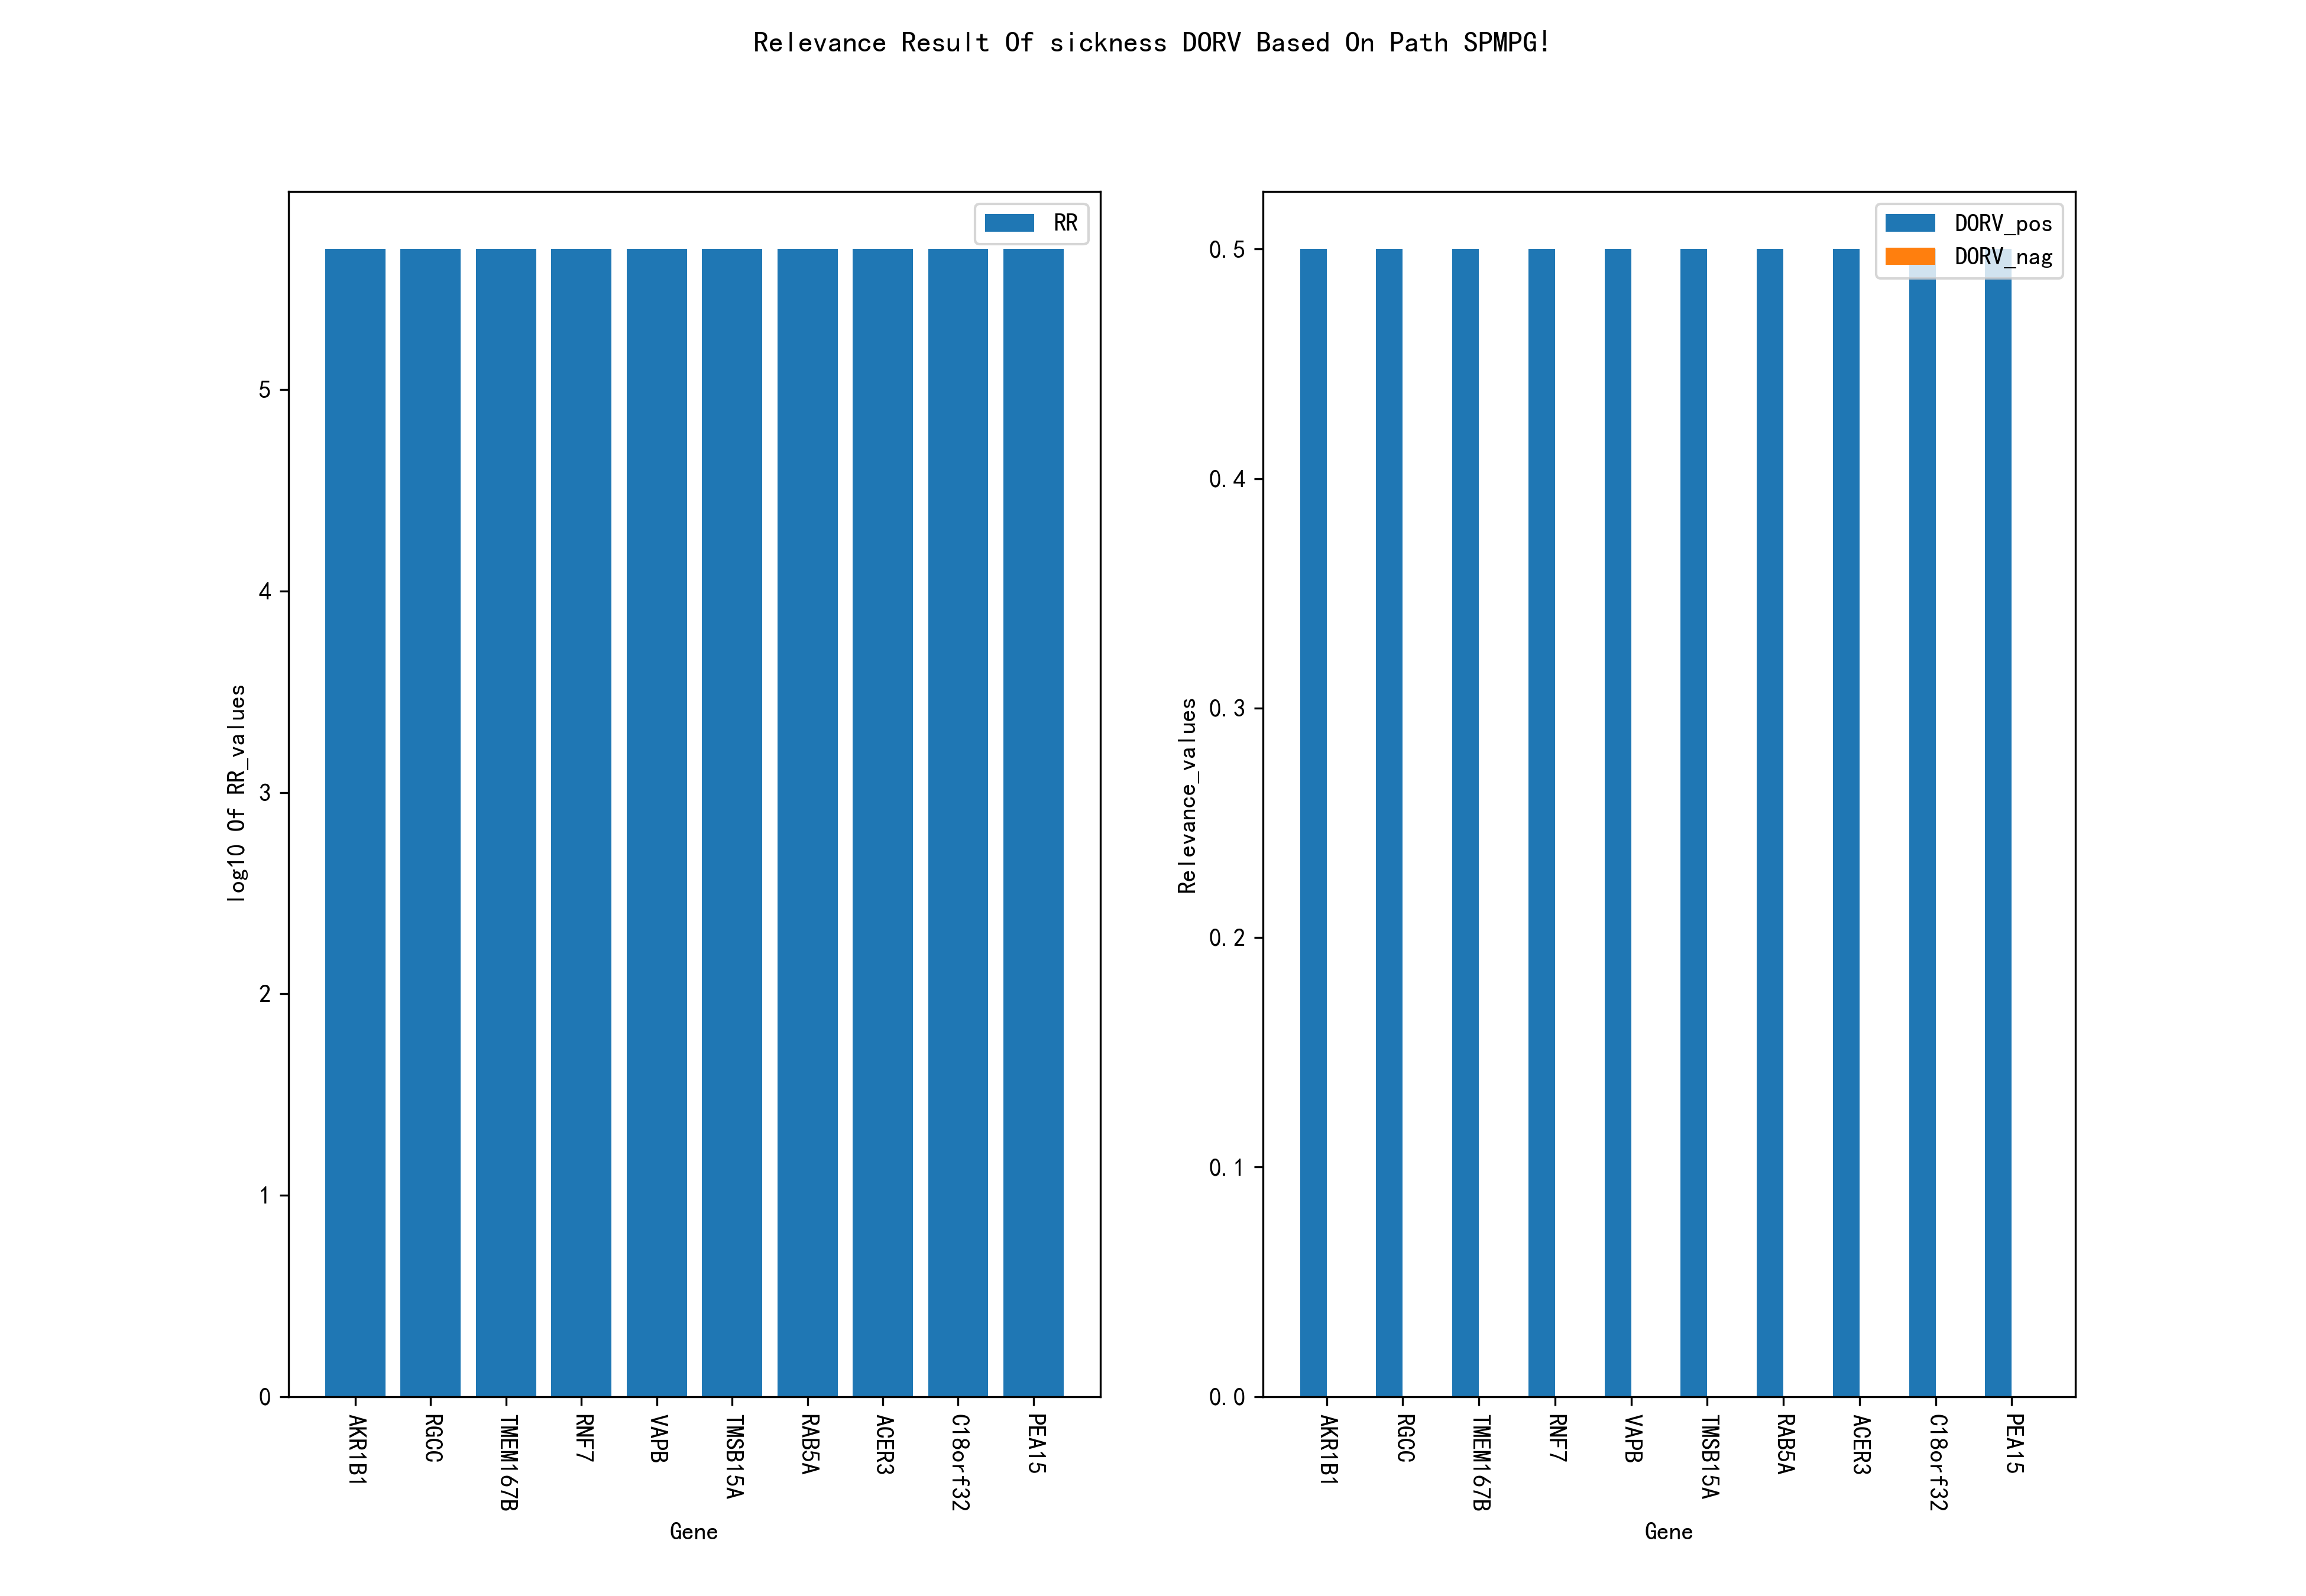 Relevance Result Of sickness DORV Based On Path SPMPG!
RR
5
4
3
2
1
0
log10 Of RR_values
AKR1B1
RGCC
TMEM167B
RNF7
VAPB
TMSB15A
RAB5A
ACER3
C18orf32
PEA15
Gene
DORV_pos
DORV_nag
0.5
0.4
0.3
0.2
0.1
0.0
Relevance_values
AKR1B1
RGCC
TMEM167B
RNF7
VAPB
TMSB15A
RAB5A
ACER3
C18orf32
PEA15
Gene